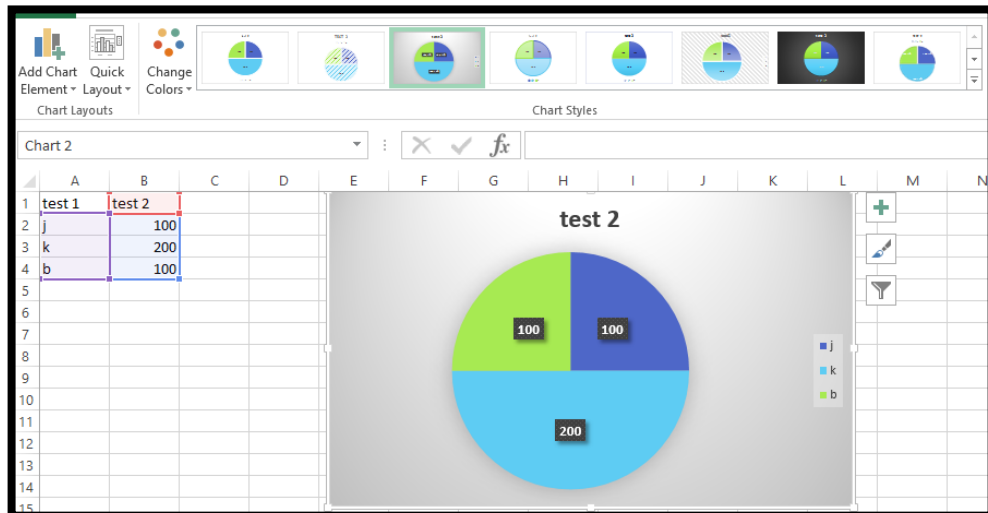 Add Chart Element
Quick Layout
Change Colors
Chart Layouts
Chart Styles
Chart 2
fx
A B C D E F G H I J K L M N
1 test 1 test 2
2 j 100
3 k 200
4 b 100
5
6
7
8
9
10
11
12
13
14
15
test 2
100 100
200
j
k
b